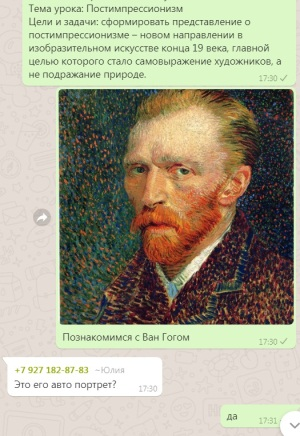 Тема урока: Постимпрессионизм
Цели и задачи: сформировать представление о
постимпрессионизме – новом направлении в
изобразительном искусстве конца 19 века, главной
целью которого стало самовыражение художников, а
не подражание природе.
17:30
Познакомимся с Ван Гогом
17:30
+7 927 182-87-83 ~Юлия
Это его авто портрет?
17:30
да
17:31